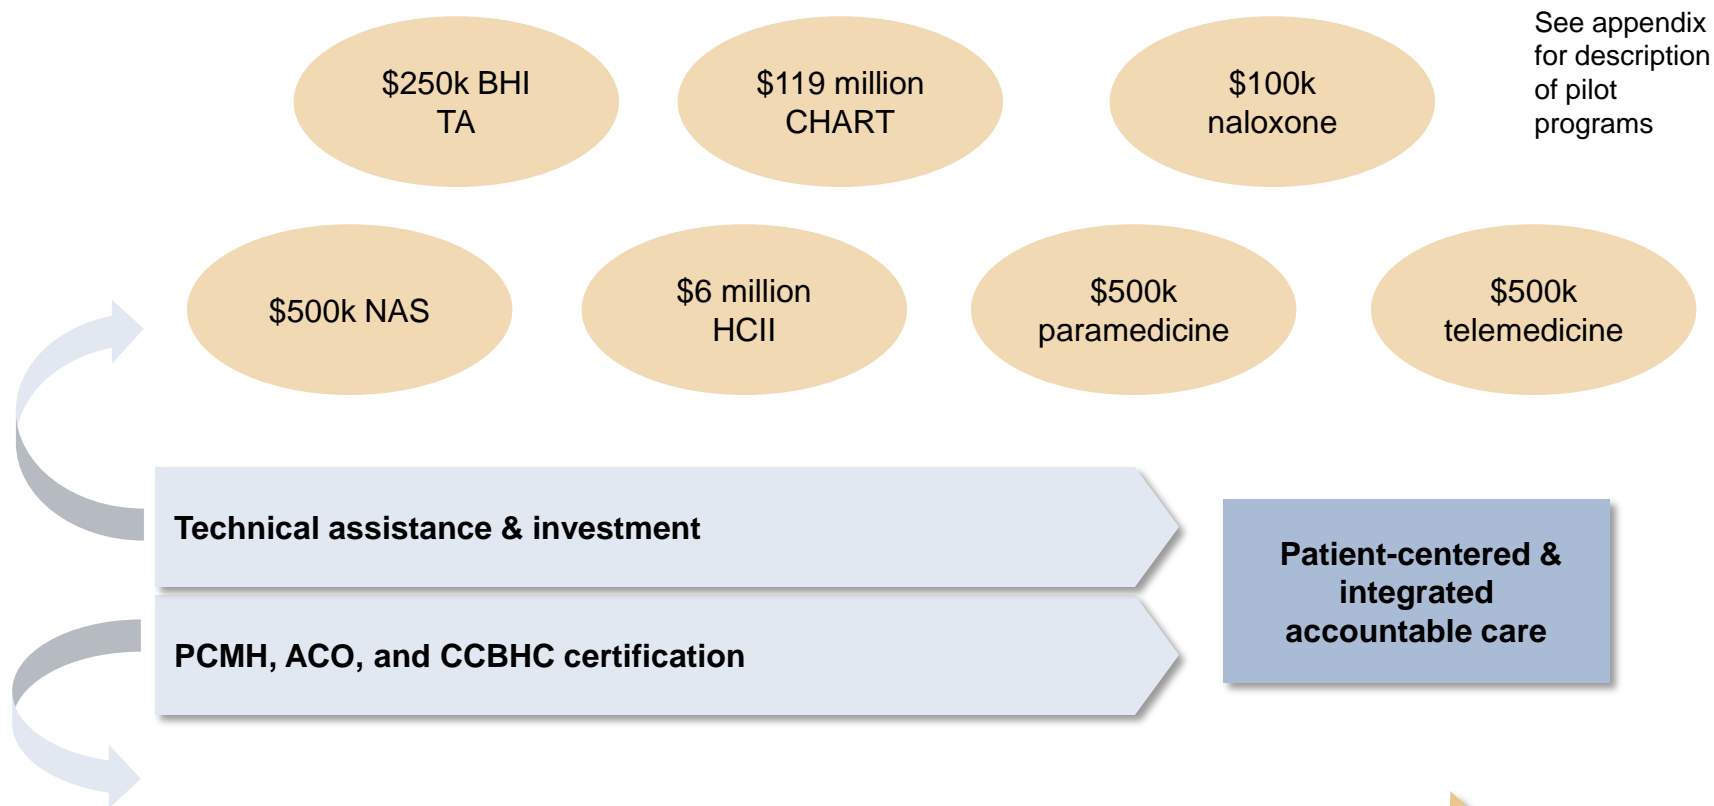 $250k BHI
TA
$119 million
CHART
$100k
naloxone
See appendix
for description
of pilot
programs
$500k NAS
$6 million
HCII
$500k
paramedicine
$500k
telemedicine
Technical assistance & investment
PCMH, ACO, and CCBHC certification
Patient-centered &
integrated
accountable care